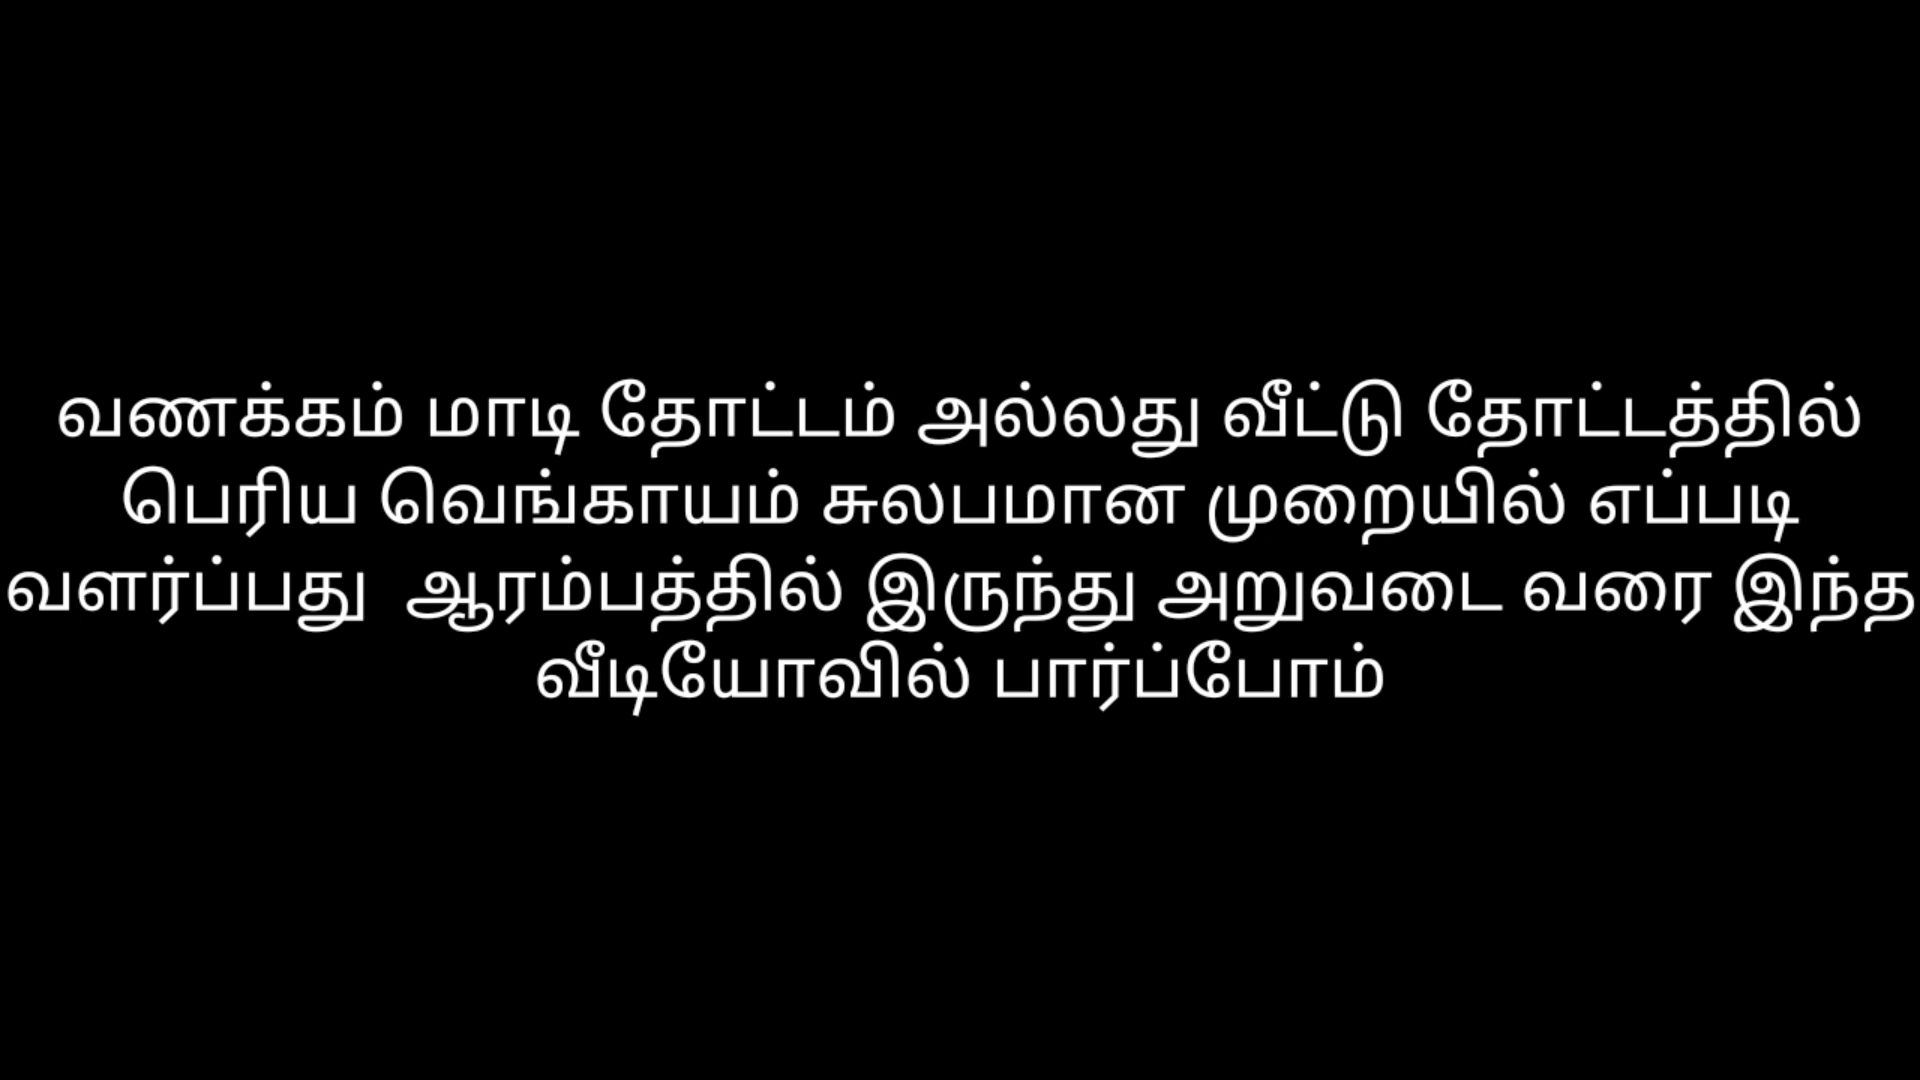 வணக்கம் மாடி தோட்டம் அல்லது வீட்டு தோட்டத்தில்
பெரிய வெங்காயம் சுலபமான முறையில் எப்படி
வளர்ப்பது  ஆரம்பத்தில் இருந்து அறுவடை வரை இந்த
வீடியோவில் பார்ப்போம்